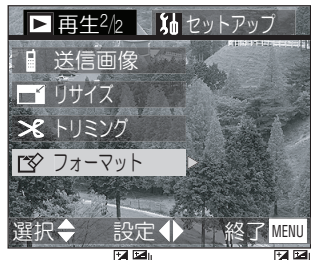 再生2/2 セットアップ
送信画像
リサイズ
トリミング
フォーマット
選択 設定 終了 MENU